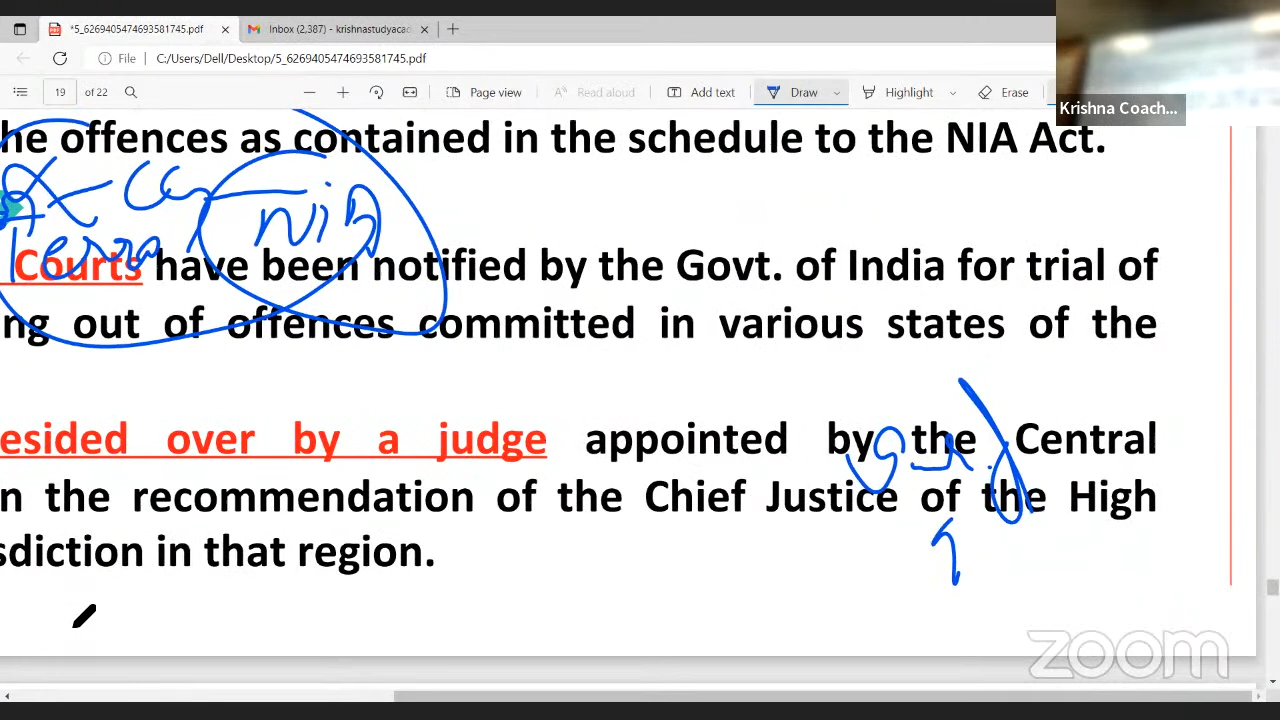 *5_6269405474693581745.pdf
Inbox (2,387) - krishnastudyacad
File C:/Users/Dell/Desktop/5_6269405474693581745.pdf
19 of 22 Page view Read aloud Add text Draw Highlight Erase
Krishna Coach...
he offences as contained in the schedule to the NIA Act.
NiA
Courts have been notified by the Govt. of India for trial of
ng out of offences committed in various states of the
esided over by a judge appointed by the Central
n the recommendation of the Chief Justice of the High
sdiction in that region.
zoom